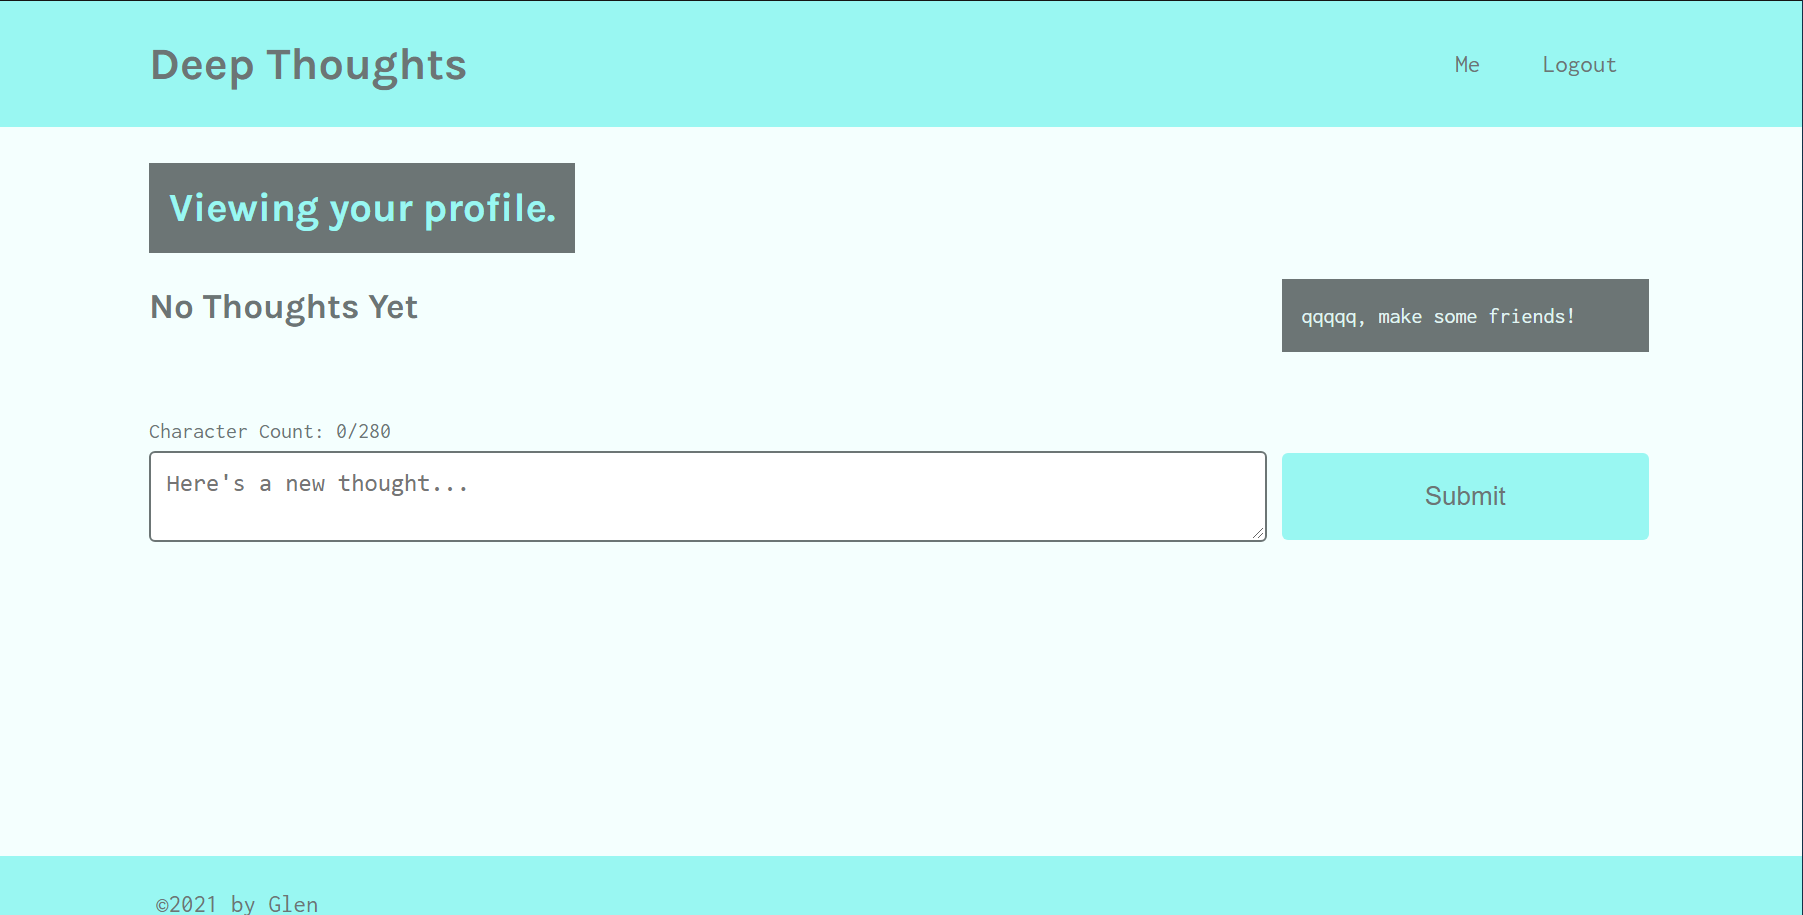 Deep Thoughts
Me
Logout
Viewing your profile.
No Thoughts Yet
qqqqq, make some friends!
Character Count: 0/280
Here's a new thought...
Submit
©2021 by Glen